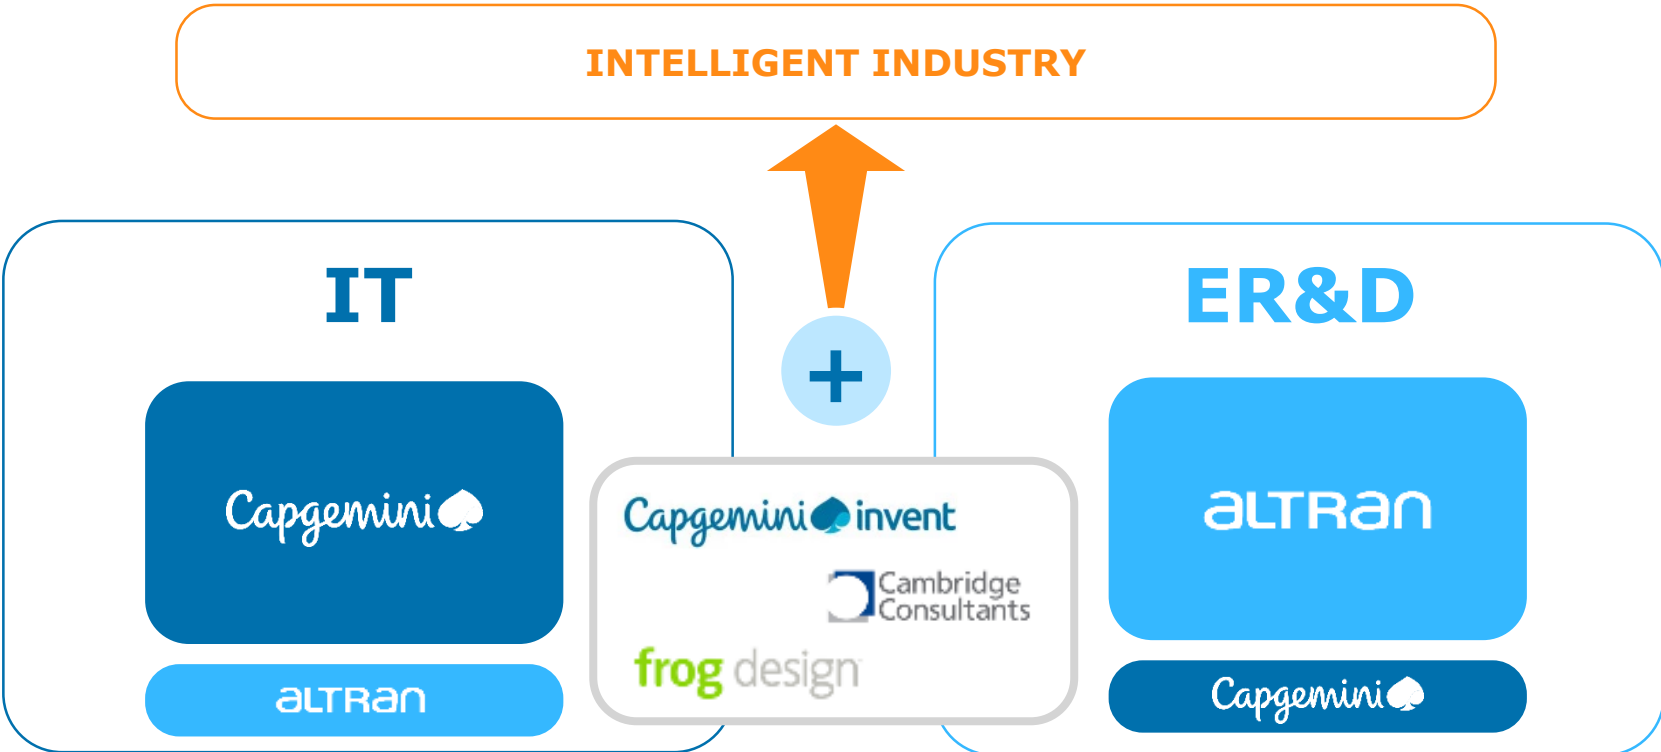 INTELLIGENT INDUSTRY
IT
ER&D
+
Capgemini
aLTRan
Capgemini invent
Cambridge
Consultants
frog design
aLTRan
Capgemini